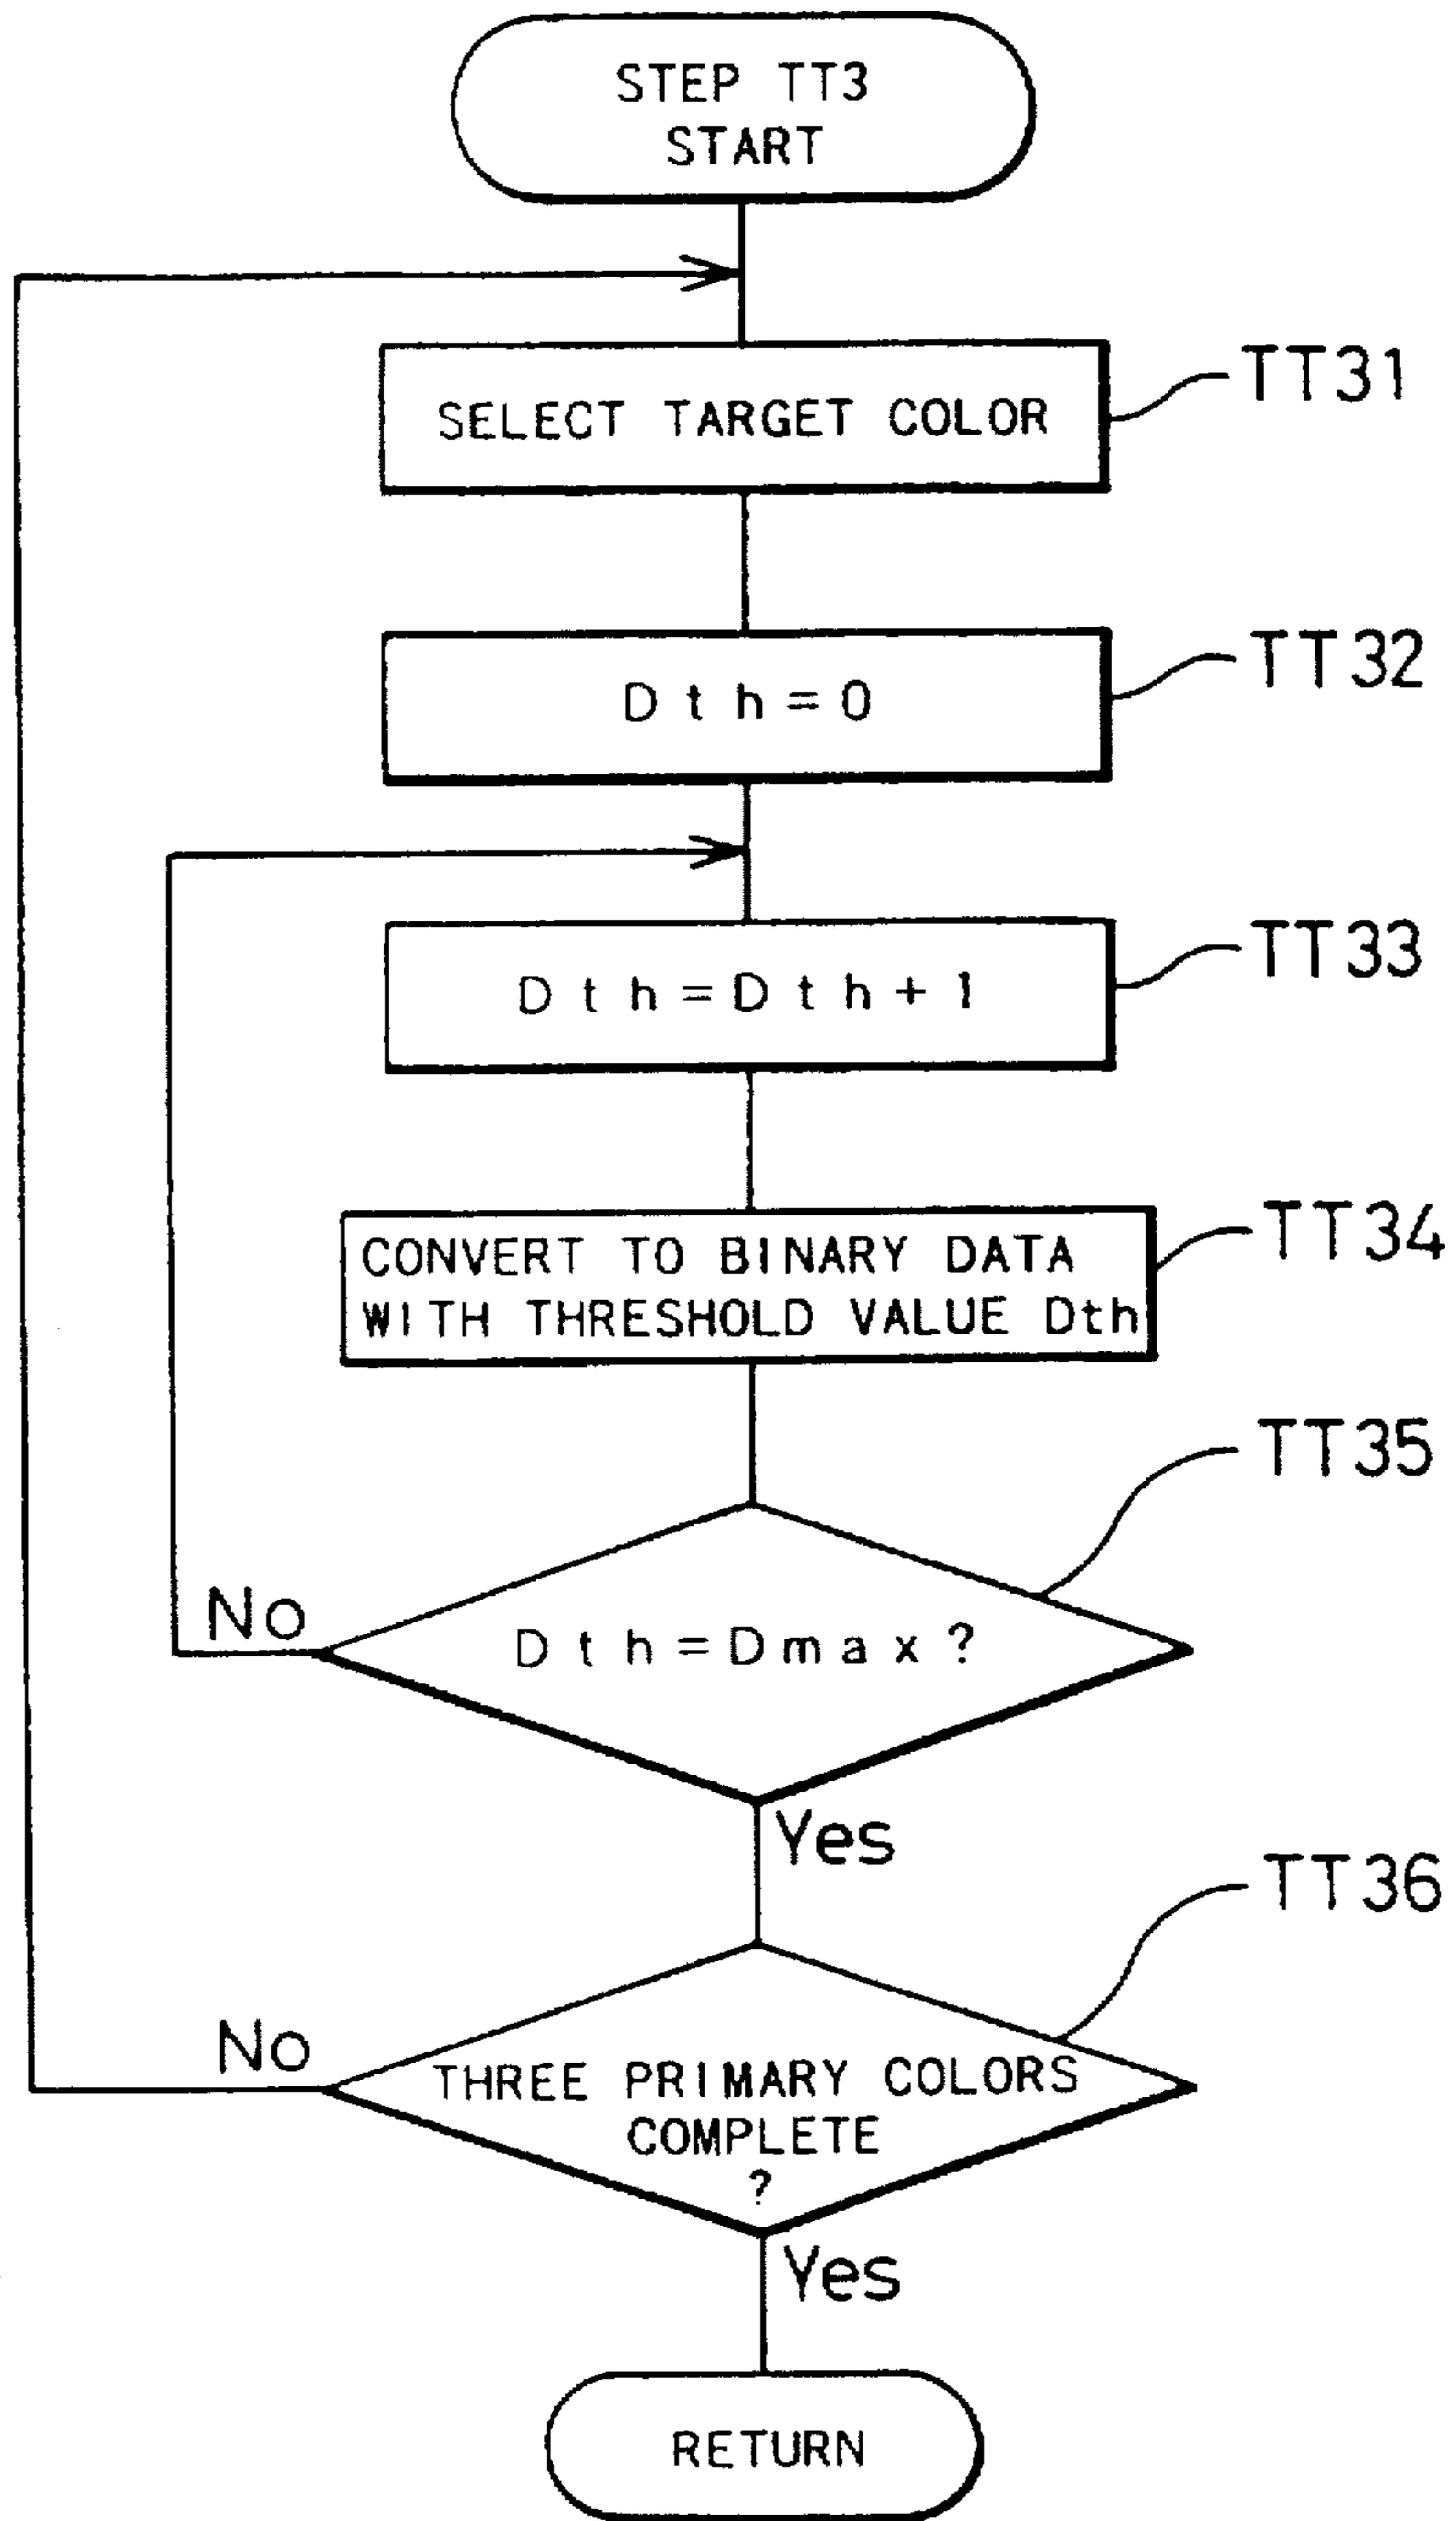 STEP TT3
START
SELECT TARGET COLOR
TT31
Dth=0
TT32
Dth=Dth+1
TT33
CONVERT TO BINARY DATA
WITH THRESHOLD VALUE Dth
TT34
TT35
Dth=Dmax?
No
Yes
TT36
THREE PRIMARY COLORS
COMPLETE
?
No
Yes
RETURN